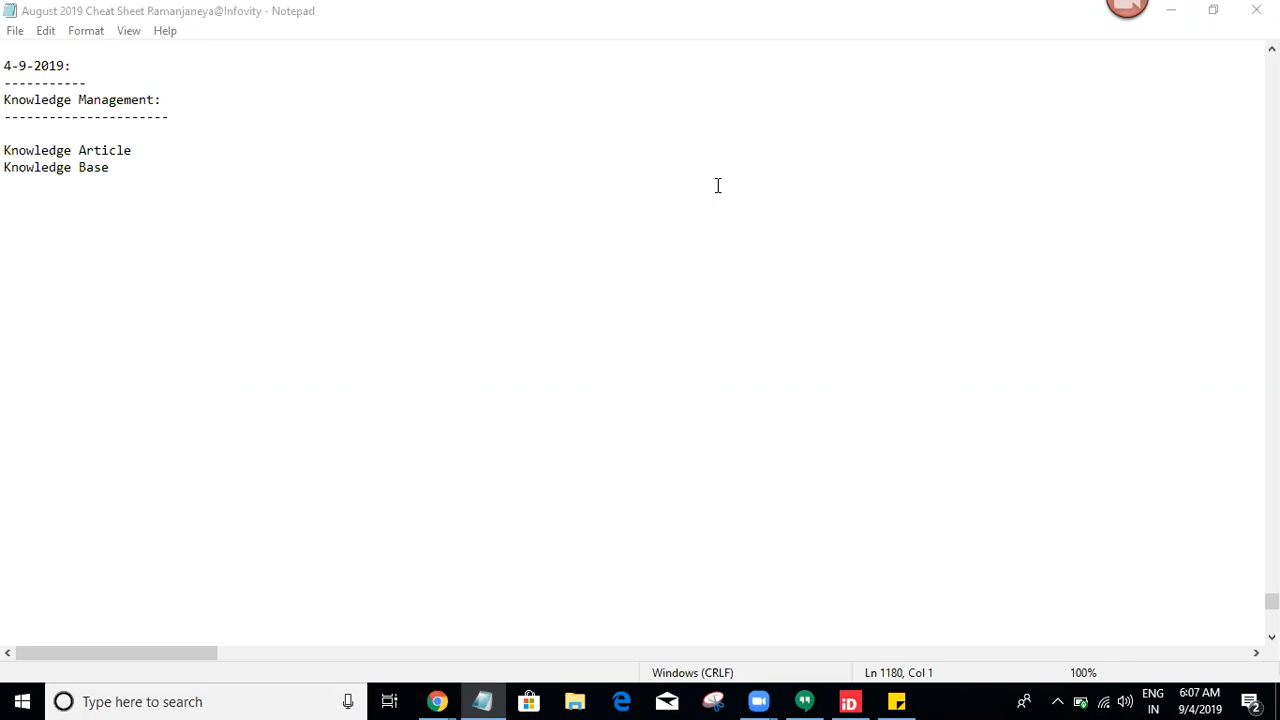 August 2019 Cheat Sheet Ramanjaneya@Infovity - Notepad
File Edit Format View Help
4-9-2019:
-----------
Knowledge Management:
----------------------
Knowledge Article
Knowledge Base
Windows (CRLF) Ln 1180, Col 1 100%
Type here to search
iD
ENG
IN
6:07 AM
9/4/2019
2